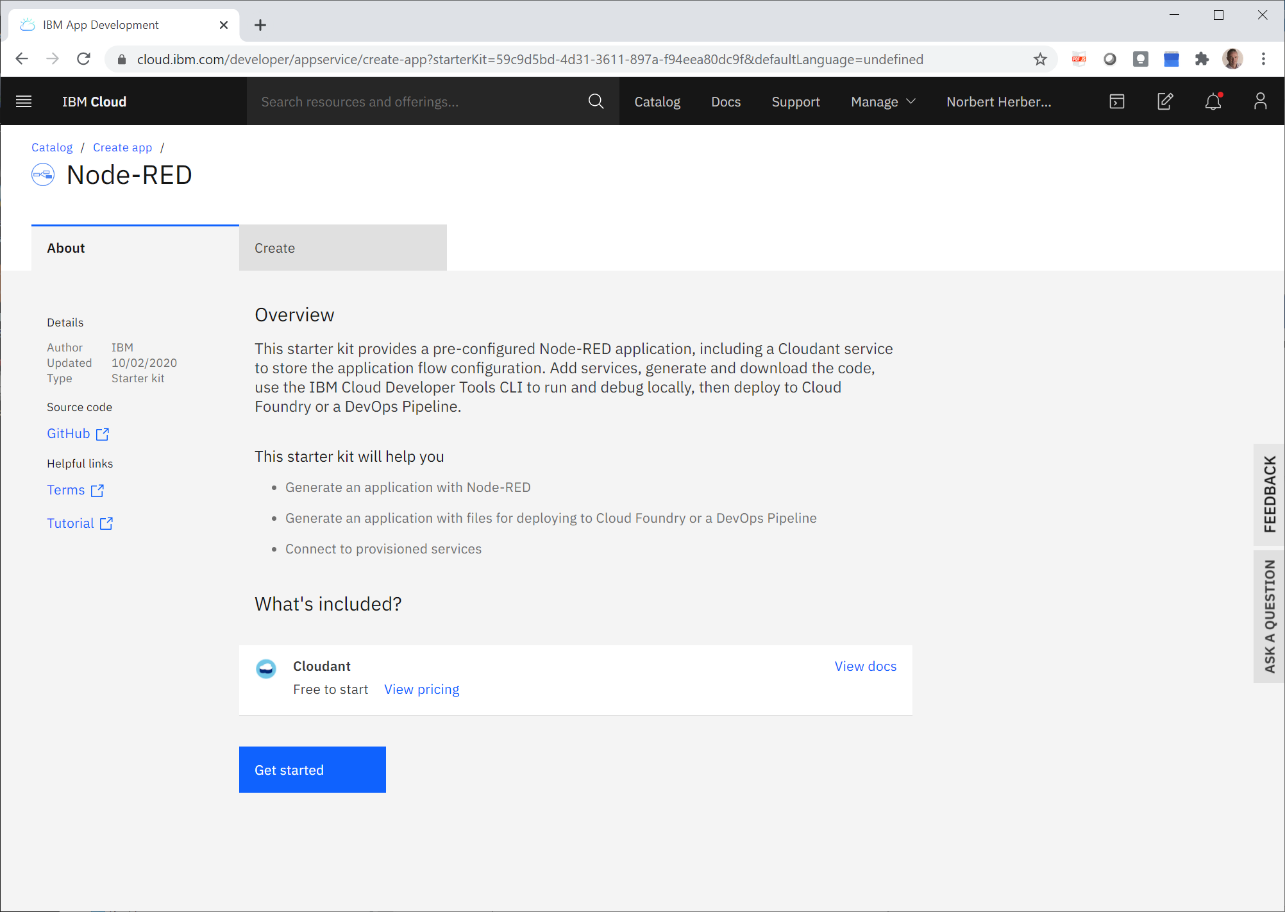 IBM App Development
cloud.ibm.com/developer/appservice/create-app?starterKit=59c9d5bd-4d31-3611-897a-f94eea80dc9f&defaultLanguage=undefined
IBM Cloud
Search resources and offerings...
Catalog
Docs
Support
Manage
Norbert Herber...
Catalog / Create app /
Node-RED
About
Create
Details
Author IBM
Updated 10/02/2020
Type Starter kit
Source code
GitHub
Helpful links
Terms
Tutorial
Overview
This starter kit provides a pre-configured Node-RED application, including a Cloudant service
to store the application flow configuration. Add services, generate and download the code,
use the IBM Cloud Developer Tools CLI to run and debug locally, then deploy to Cloud
Foundry or a DevOps Pipeline.
This starter kit will help you
• Generate an application with Node-RED
• Generate an application with files for deploying to Cloud Foundry or a DevOps Pipeline
• Connect to provisioned services
What's included?
Cloudant
View docs
Free to start View pricing
Get started
FEEDBACK
ASK A QUESTION